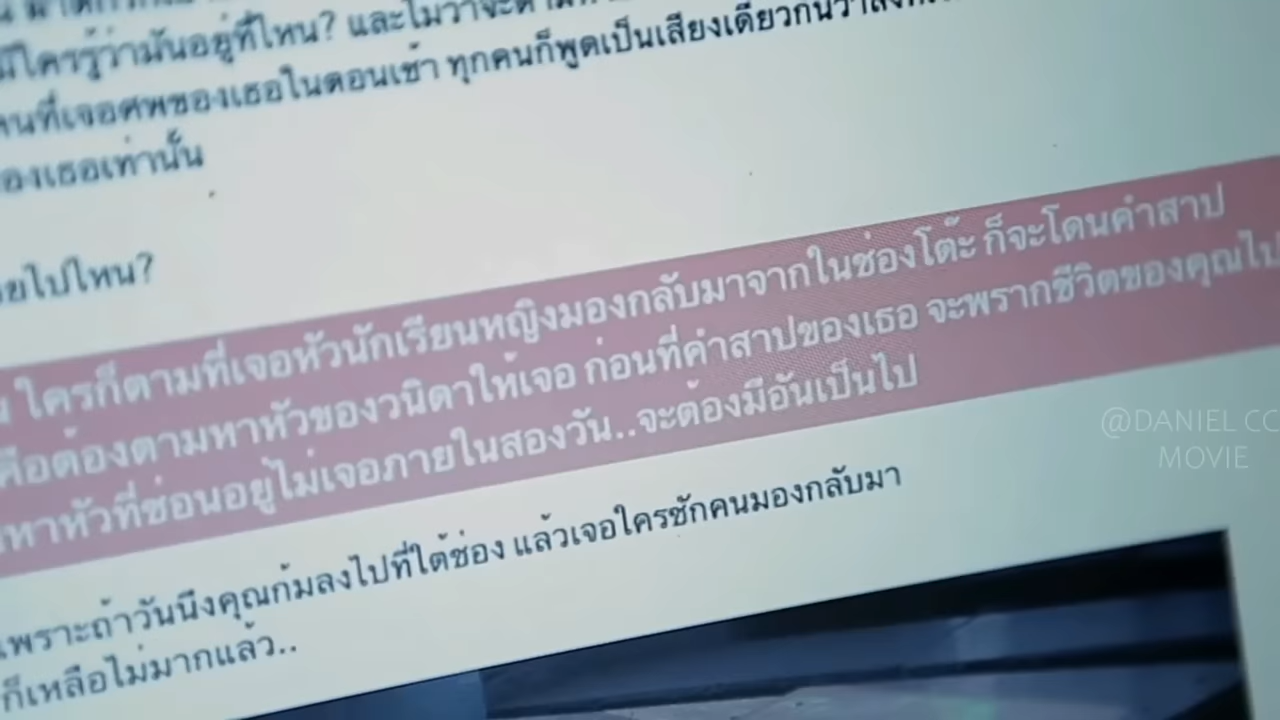 มีใครรู้ว่ามันอยู่ที่ไหน? และไม่ว่าจะตามหา
คนที่เจอศพของเธอในตอนเช้า ทุกคนก็พูดเป็นเสียงเดียวกันว่า
องเธอเท่านั้น
ยไปไหน?
ใครก็ตามที่เจอหัวนักเรียนหญิงมองกลับมาจากในช่องโต๊ะ ก็จะโดนคำสาป
คือต้องตามหาหัวของวนิดาให้เจอ ก่อนที่คำสาปของเธอ จะพรากชีวิตของคุณไป
หาหัวที่ซ่อนอยู่ไม่เจอภายในสองวัน..จะต้องมีอันเป็นไป
@DANIEL CC
MOVIE
เพราะถ้าวันนึงคุณก้มลงไปที่ใต้ช่อง แล้วเจอใครซักคนมองกลับมา
ก็เหลือไม่มากแล้ว..